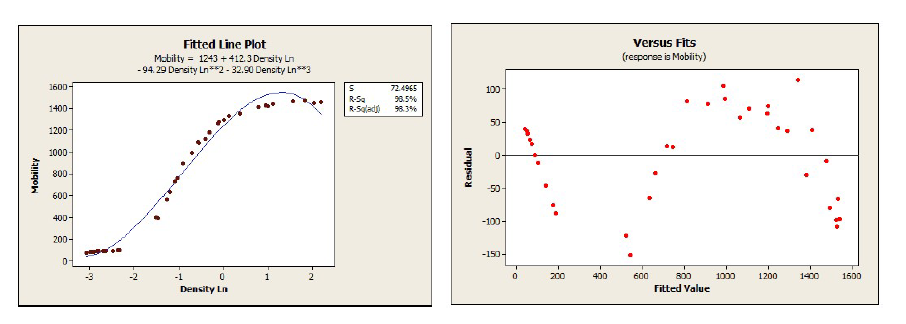 Fitted Line Plot
Mobility = 1243 + 412.3 Density Ln
- 94.29 Density Ln**2 - 32.90 Density Ln**3
S 72.4965
R-Sq 98.5%
R-Sq(adj) 98.3%
1600
1400
1200
1000
800
600
400
200
0
Mobility
-3 -2 -1 0 1 2
Density Ln
Versus Fits
(response is Mobility)
100
50
0
-50
-100
-150
Residual
0 200 400 600 800 1000 1200 1400 1600
Fitted Value